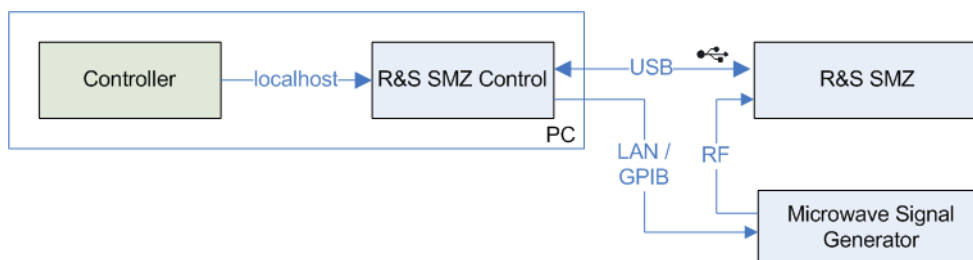 Controller
localhost
R&S SMZ Control
USB
R&S SMZ
PC
LAN /
GPIB
RF
Microwave Signal
Generator